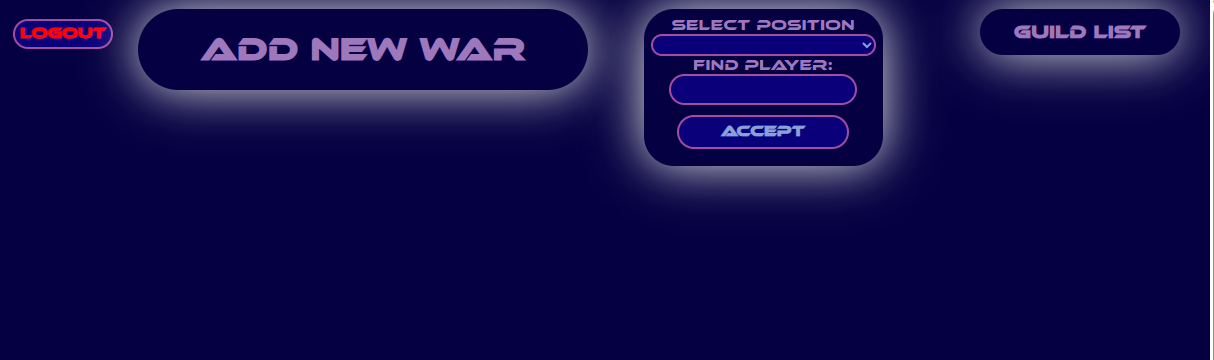 LOGOUT
ADD NEW WAR
SELECT POSITION
FIND PLAYER:
ACCEPT
GUILD LIST